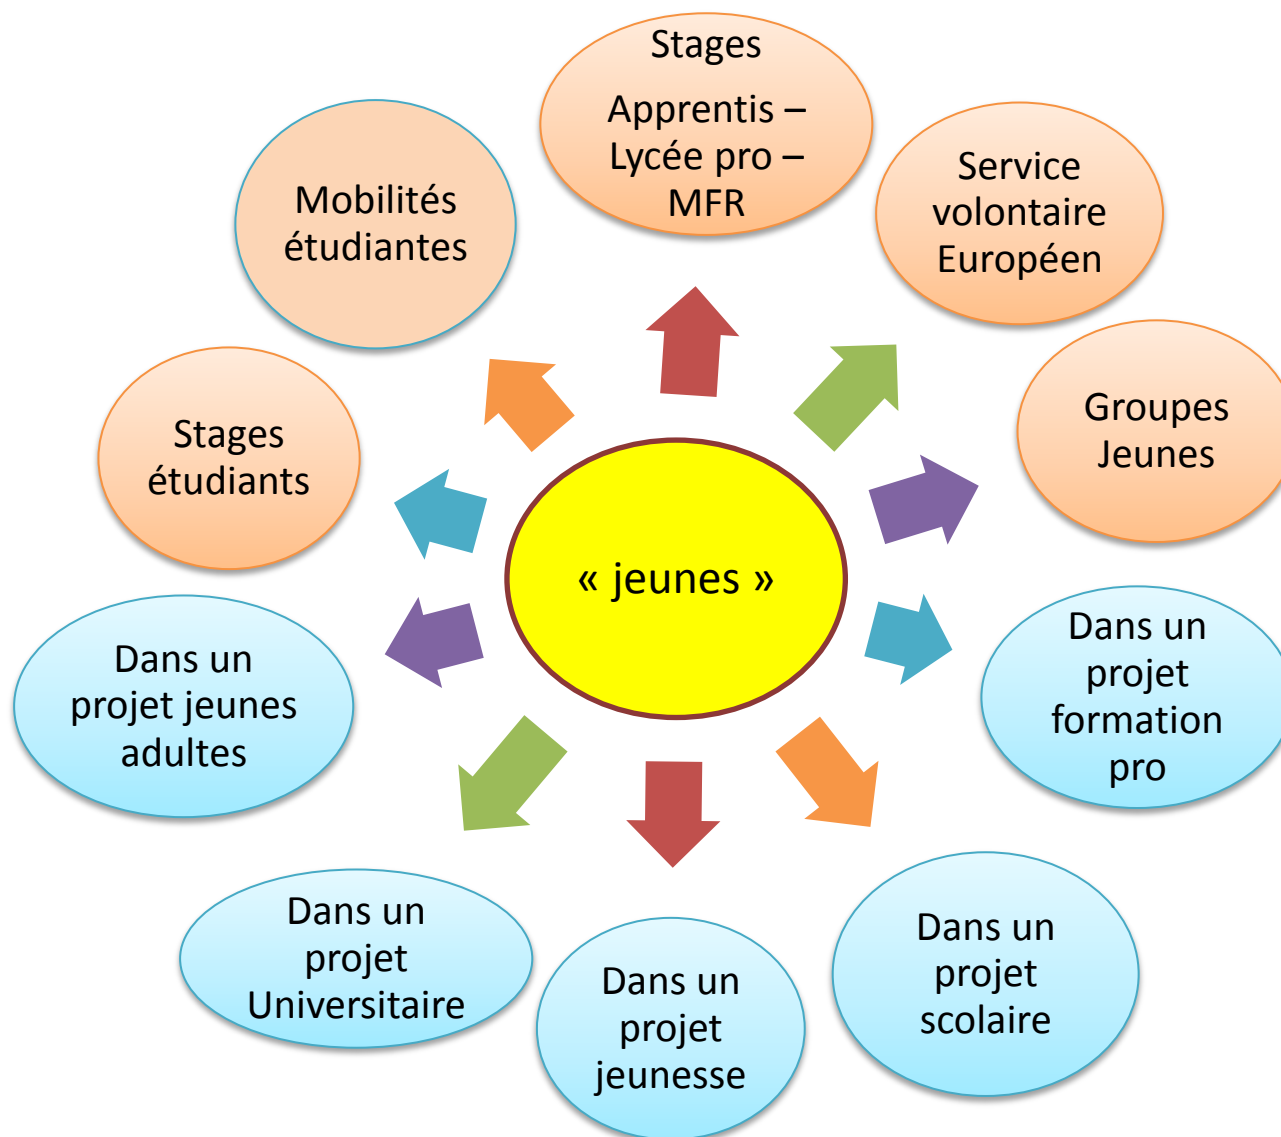 Stages
Apprentis –
Lycée pro –
MFR
Service
volontaire
Européen
Groupes
Jeunes
Dans un
projet
formation
pro
Dans un
projet
scolaire
Dans un
projet
jeunesse
Dans un
projet
Universitaire
Dans un
projet jeunes
adultes
Stages
étudiants
Mobilités
étudiantes
« jeunes »